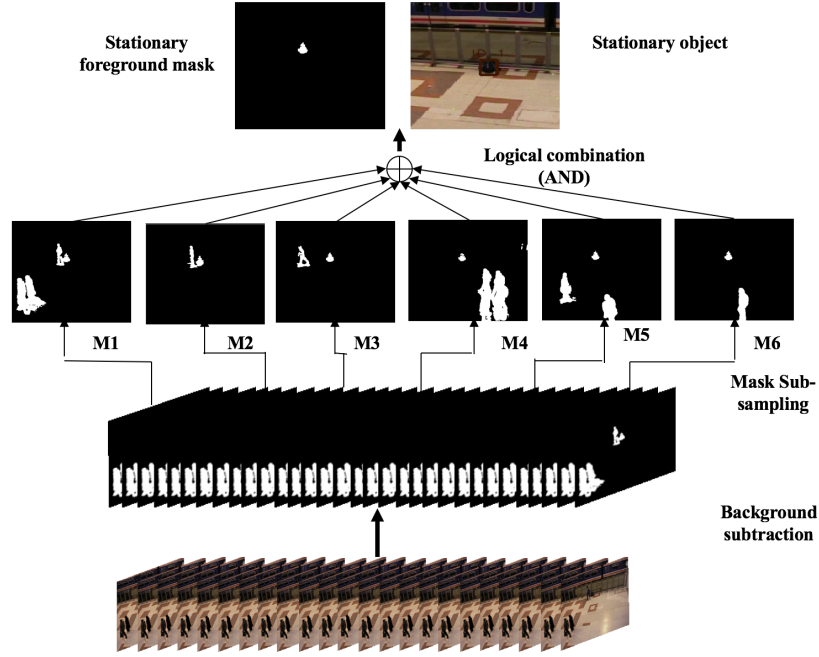 Stationary
foreground mask
Stationary object
Logical combination
(AND)
M1
M2
M3
M4
M5
M6
Mask Sub-
sampling
Background
subtraction